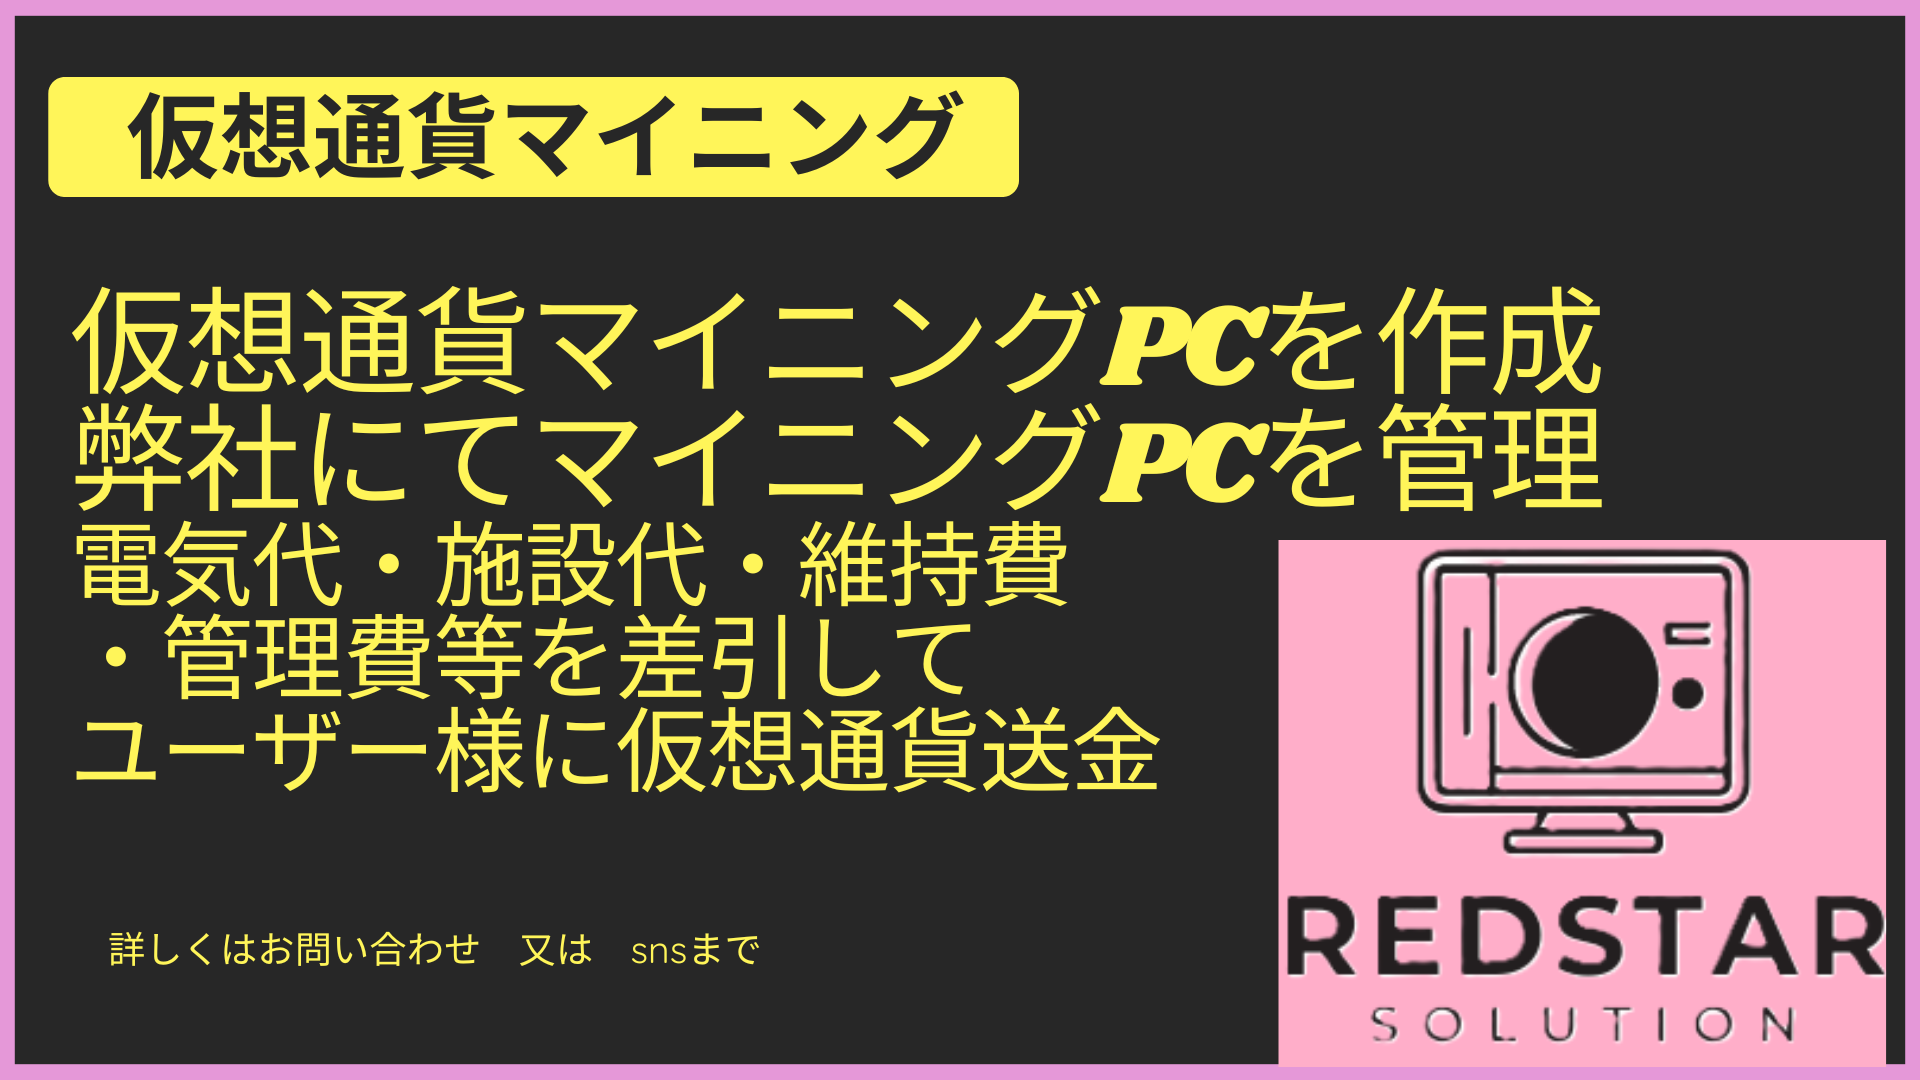 仮想通貨マイニング
仮想通貨マイニングPCを作成
弊社にてマイニングPCを管理
電気代・施設代・維持費
・管理費等を差引して
ユーザー様に仮想通貨送金
詳しくはお問い合わせ　又は　snsまで
REDSTAR
SOLUTION